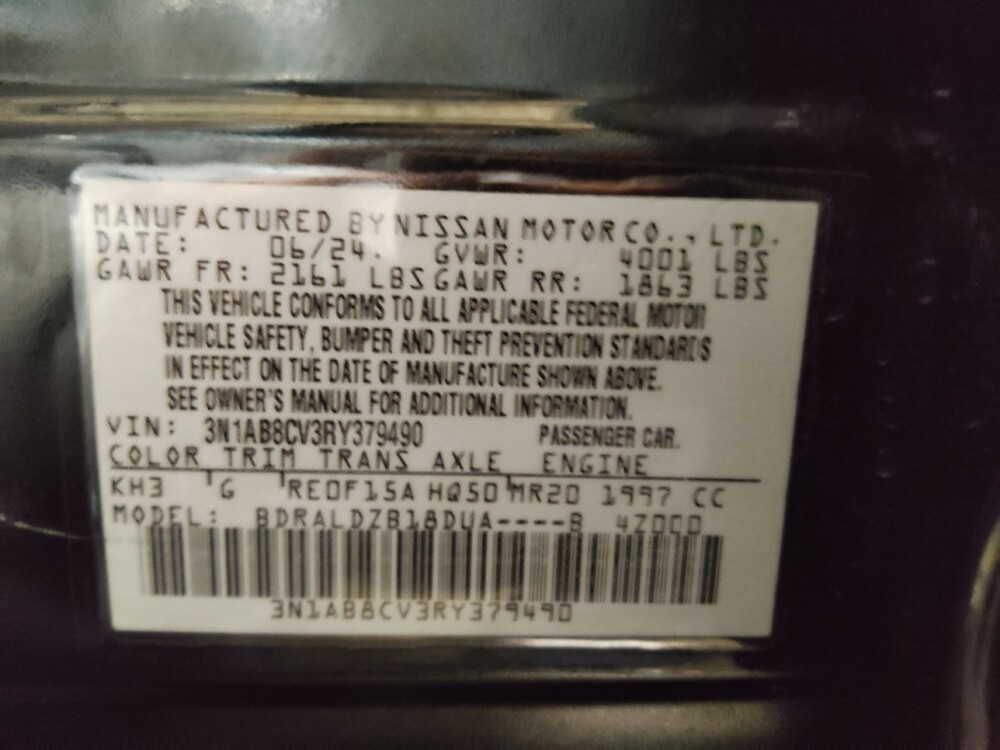 MANUFACTURED BY NISSAN MOTOR CO., LTD.
DATE: 06/24. GVWR: 4001 LBS
GAWR FR: 2161 LBS GAWR RR: 1863 LBS
THIS VEHICLE CONFORMS TO ALL APPLICABLE FEDERAL MOTOR
VEHICLE SAFETY, BUMPER AND THEFT PREVENTION STANDARDS
IN EFFECT ON THE DATE OF MANUFACTURE SHOWN ABOVE.
SEE OWNER'S MANUAL FOR ADDITIONAL INFORMATION.
VIN: 3N1AB8CV3RY379490 PASSENGER CAR.
COLOR TRIM TRANS AXLE ENGINE
KH3 G RE0F15A HQ50 MR20 1997 CC
MODEL: BDRALDZB18DUA----B 4Z000
3N1AB8CV3RY379490